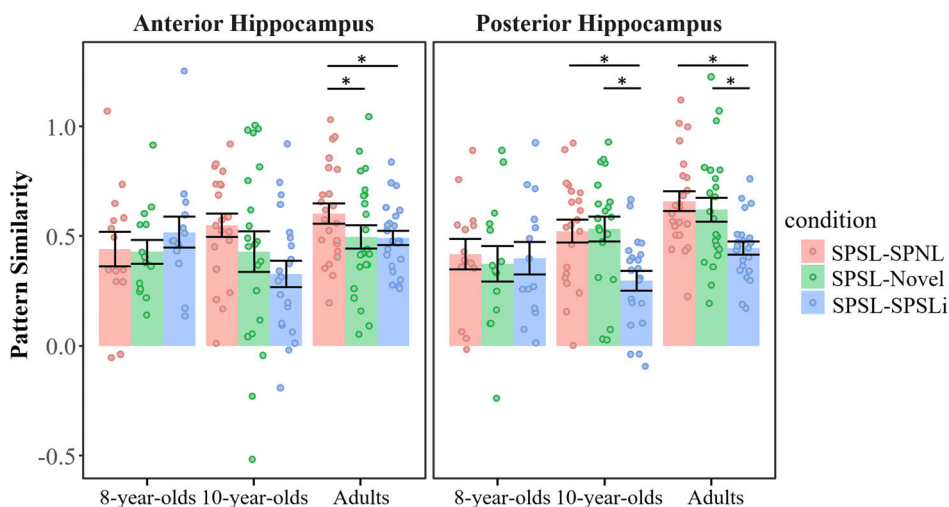 Anterior Hippocampus
Posterior Hippocampus
* * * * * *
Pattern Similarity
1.0
0.5
0.0
-0.5
8-year-olds 10-year-olds Adults
8-year-olds 10-year-olds Adults
condition
SPSL-SPNL
SPSL-Novel
SPSL-SPSLi